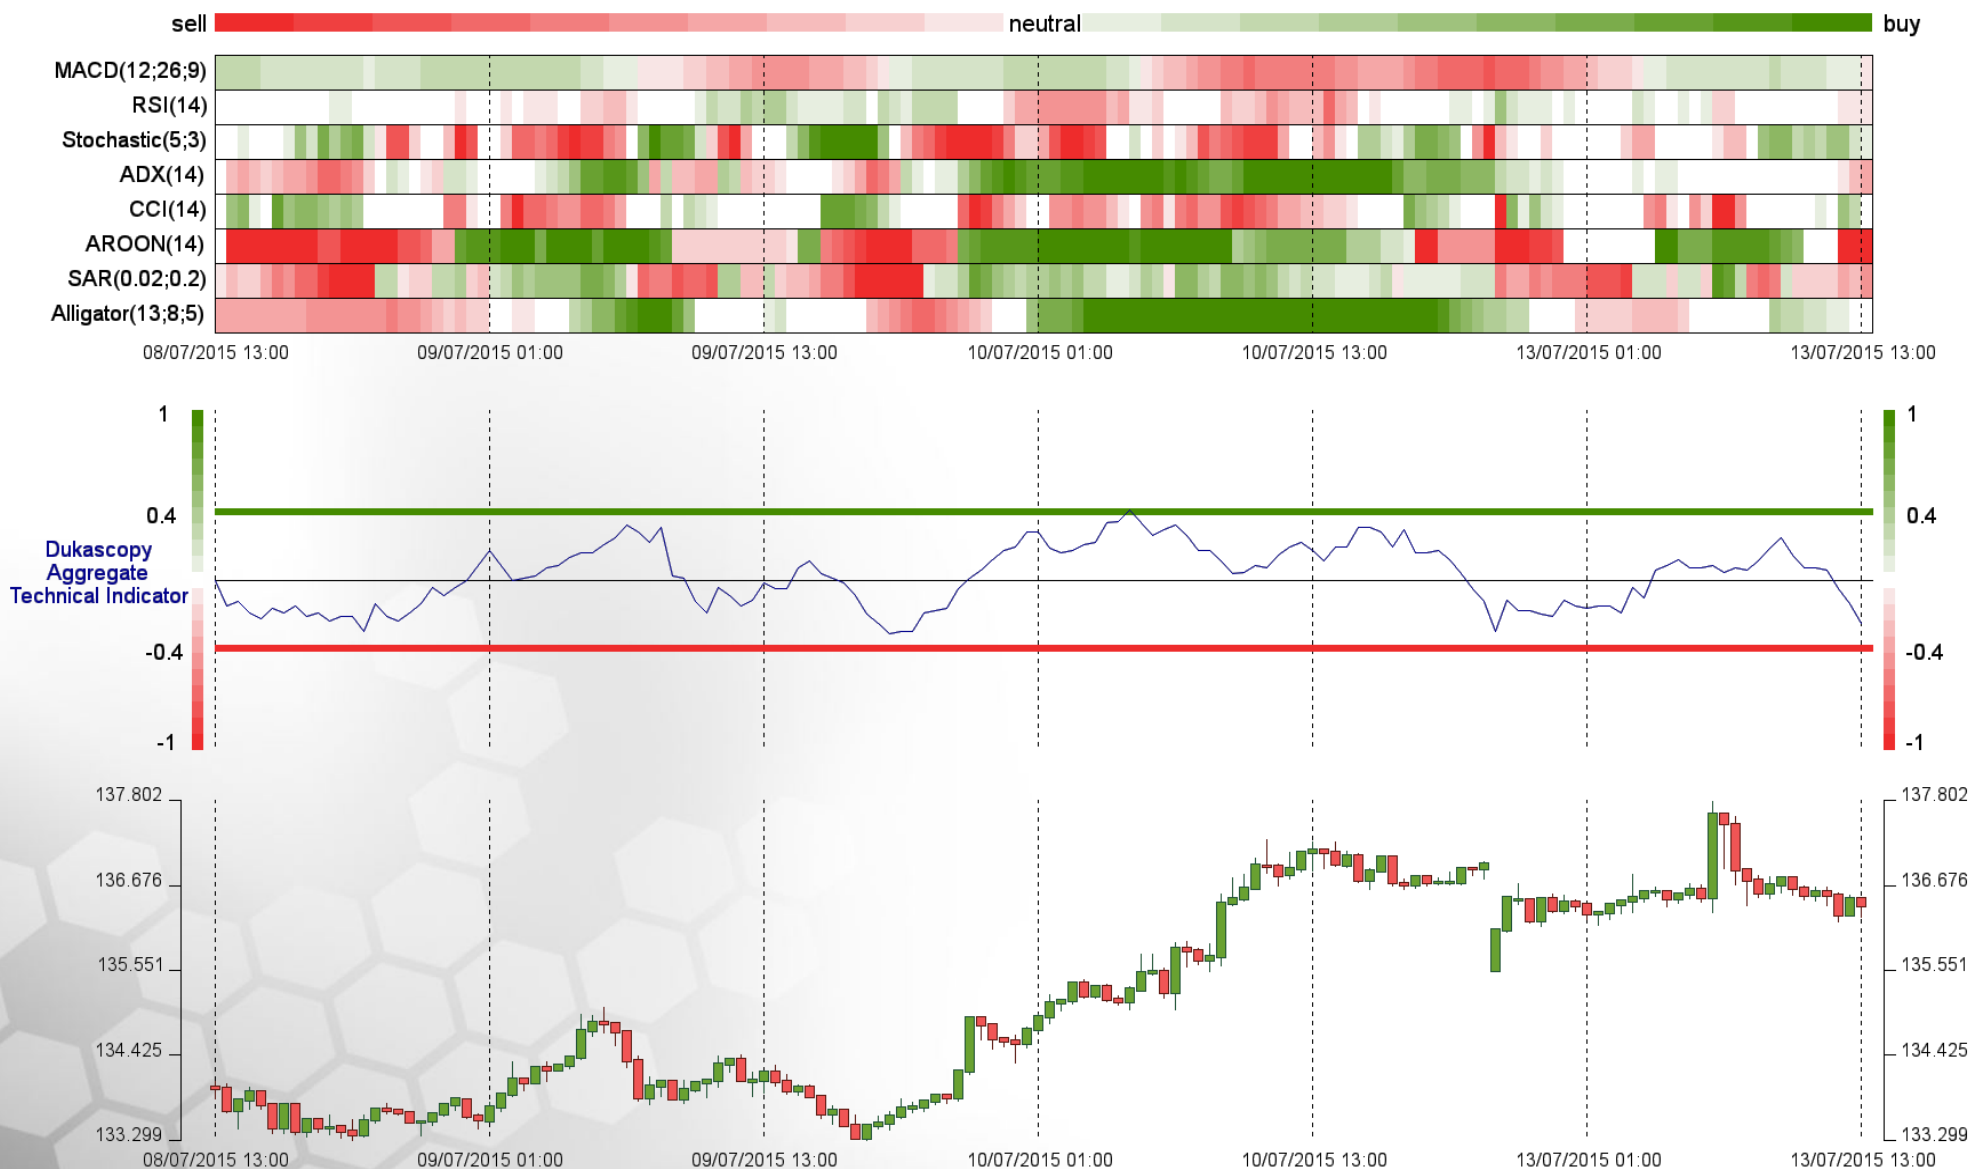 sell neutral buy
MACD(12;26;9)
RSI(14)
Stochastic(5;3)
ADX(14)
CCI(14)
AROON(14)
SAR(0.02;0.2)
Alligator(13;8;5)
08/07/2015 13:00 09/07/2015 01:00 09/07/2015 13:00 10/07/2015 01:00 10/07/2015 13:00 13/07/2015 01:00 13/07/2015 13:00
1 1
0.4 0.4
Dukascopy
Aggregate
Technical Indicator
-0.4 -0.4
-1 -1
137.802 137.802
136.676 136.676
135.551 135.551
134.425 134.425
133.299 133.299
08/07/2015 13:00 09/07/2015 01:00 09/07/2015 13:00 10/07/2015 01:00 10/07/2015 13:00 13/07/2015 01:00 13/07/2015 13:00